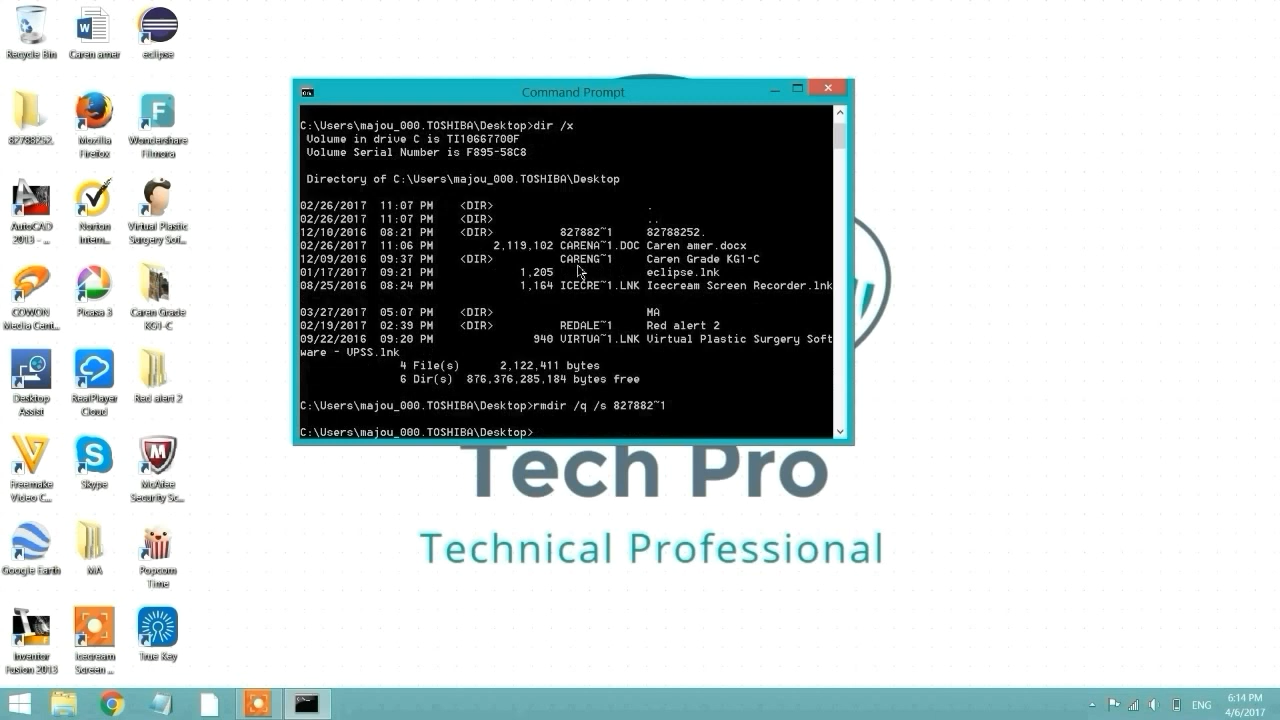 Recycle Bin
Caren amer
eclipse
82788252.
Mozilla
Firefox
Wondershare
Filmora
AutoCAD
2013 - ...
Norton
Intern...
Virtual Plastic
Surgery Sof...
COWON
Media Cent...
Picasa 3
Caren Grade
KG1-C
Desktop
Assist
RealPlayer
Cloud
Red alert 2
Freemake
Video C...
Skype
McAfee
Security Sc...
Google Earth
MA
Popcorn
Time
Inventor
Fusion 2013
Icecream
Screen ...
True Key
Command Prompt
C:\Users\majou_000.TOSHIBA\Desktop>dir /x
Volume in drive C is TI10667700F
Volume Serial Number is F895-58C8
Directory of C:\Users\majou_000.TOSHIBA\Desktop
02/26/2017 11:07 PM <DIR> .
02/26/2017 11:07 PM <DIR> ..
12/10/2016 08:21 PM <DIR> 827882~1 82788252.
02/26/2017 11:06 PM 2,119,102 CARENA~1.DOC Caren amer.docx
12/09/2016 09:37 PM <DIR> CARENG~1 Caren Grade KG1-C
01/17/2017 09:21 PM 1,205 eclipse.lnk
08/25/2016 08:24 PM 1,164 ICECRE~1.LNK Icecream Screen Recorder.lnk
03/27/2017 05:07 PM <DIR> MA
02/19/2017 02:39 PM <DIR> REDALE~1 Red alert 2
09/22/2016 09:20 PM 940 VIRTUA~1.LNK Virtual Plastic Surgery Soft
ware - VPSS.lnk
4 File(s) 2,122,411 bytes
6 Dir(s) 876,376,285,184 bytes free
C:\Users\majou_000.TOSHIBA\Desktop>rmdir /q /s 827882~1
C:\Users\majou_000.TOSHIBA\Desktop>
Tech Pro
Technical Professional
ENG
6:14 PM
4/6/2017